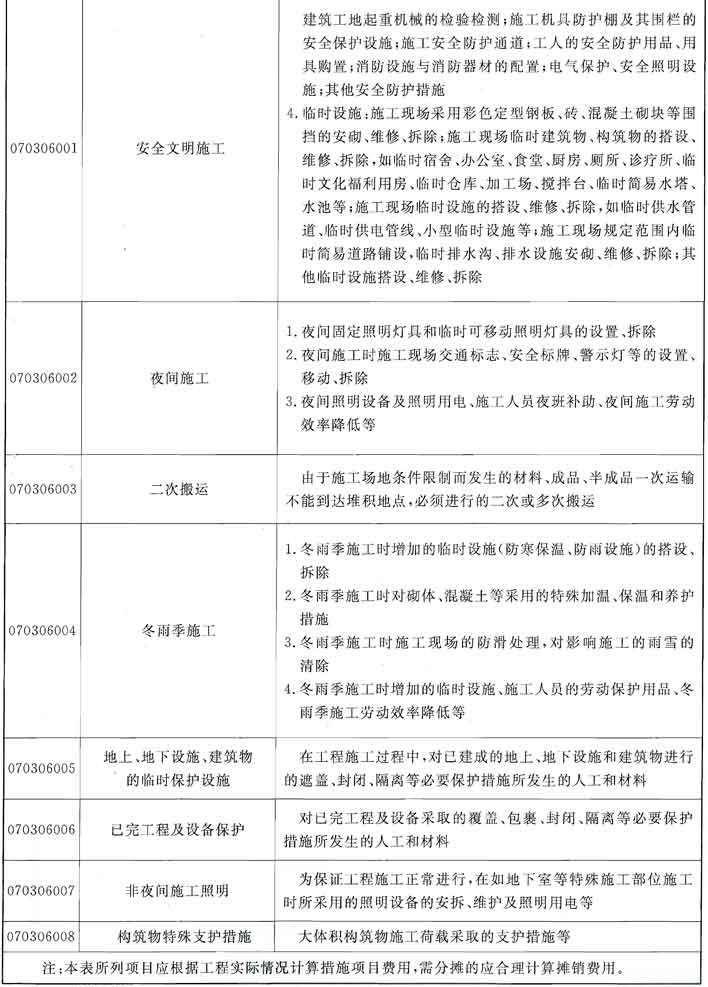 建筑工地起重机械的检验检测;施工机具防护棚及其围栏的
安全保护设施;施工安全防护通道;工人的安全防护用品、用
具购置;消防设施与消防器材的配置;电气保护、安全照明设
施;其他安全防护措施
070306001
安全文明施工
4. 临时设施:施工现场采用彩色定型钢板、砖、混凝土砌块等围
挡的安砌、维修、拆除;施工现场临时建筑物、构筑物的搭设、
维修、拆除,如临时宿舍、办公室、食堂、厨房、厕所、诊疗所、临
时文化福利用房、临时仓库、加工场、搅拌台、临时简易水塔、
水池等;施工现场临时设施的搭设、维修、拆除,如临时供水管
道、临时供电管线、小型临时设施等;施工现场规定范围内临
时简易道路铺设,临时排水沟、排水设施安砌、维修、拆除;其
他临时设施搭设、维修、拆除
070306002
夜间施工
1. 夜间固定照明灯具和临时可移动照明灯具的设置、拆除
2. 夜间施工时施工现场交通标志、安全标牌、警示灯等的设置、
移动、拆除
3. 夜间照明设备及照明用电、施工人员夜班补助、夜间施工劳动
效率降低等
070306003
二次搬运
由于施工场地条件限制而发生的材料、成品、半成品一次运输
不能到达堆积地点,必须进行的二次或多次搬运
070306004
冬雨季施工
1. 冬雨季施工时增加的临时设施(防寒保温、防雨设施)的搭设、
拆除
2. 冬雨季施工时对砌体、混凝土等采用的特殊加温、保温和养护
措施
3. 冬雨季施工时施工现场的防滑处理,对影响施工的雨雪的
清除
4. 冬雨季施工时增加的临时设施、施工人员的劳动保护用品、冬
雨季施工劳动效率降低等
070306005
地上、地下设施、建筑物
的临时保护设施
在工程施工过程中,对已建成的地上、地下设施和建筑物进行
的遮盖、封闭、隔离等必要保护措施所发生的人工和材料
070306006
已完工程及设备保护
对已完工程及设备采取的覆盖、包裹、封闭、隔离等必要保护
措施所发生的人工和材料
070306007
非夜间施工照明
为保证工程施工正常进行,在如地下室等特殊施工部位施工
时所采用的照明设备的安拆、维护及照明用电等
070306008
构筑物特殊支护措施
大体积构筑物施工荷载采取的支护措施等
注:本表所列项目应根据工程实际情况计算措施项目费用,需分摊的应合理计算摊销费用。